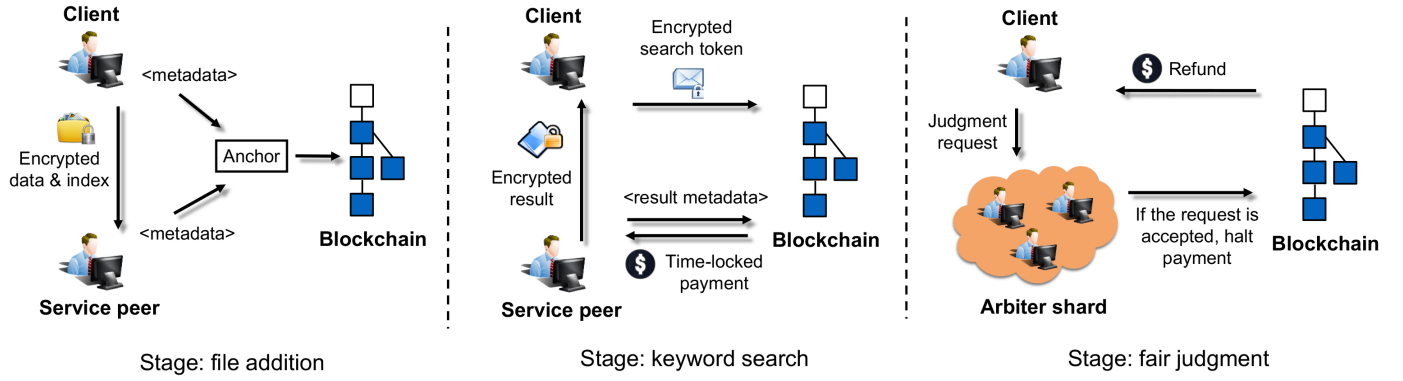 Client
<metadata>
Encrypted
data & index
Anchor
<metadata>
Blockchain
Service peer
Stage: file addition
Client
Encrypted
search token
Encrypted
result
<result metadata>
$
Time-locked
payment
Blockchain
Service peer
Stage: keyword search
Client
$
Refund
Judgment
request
If the request is
accepted, halt
payment
Blockchain
Arbiter shard
Stage: fair judgment